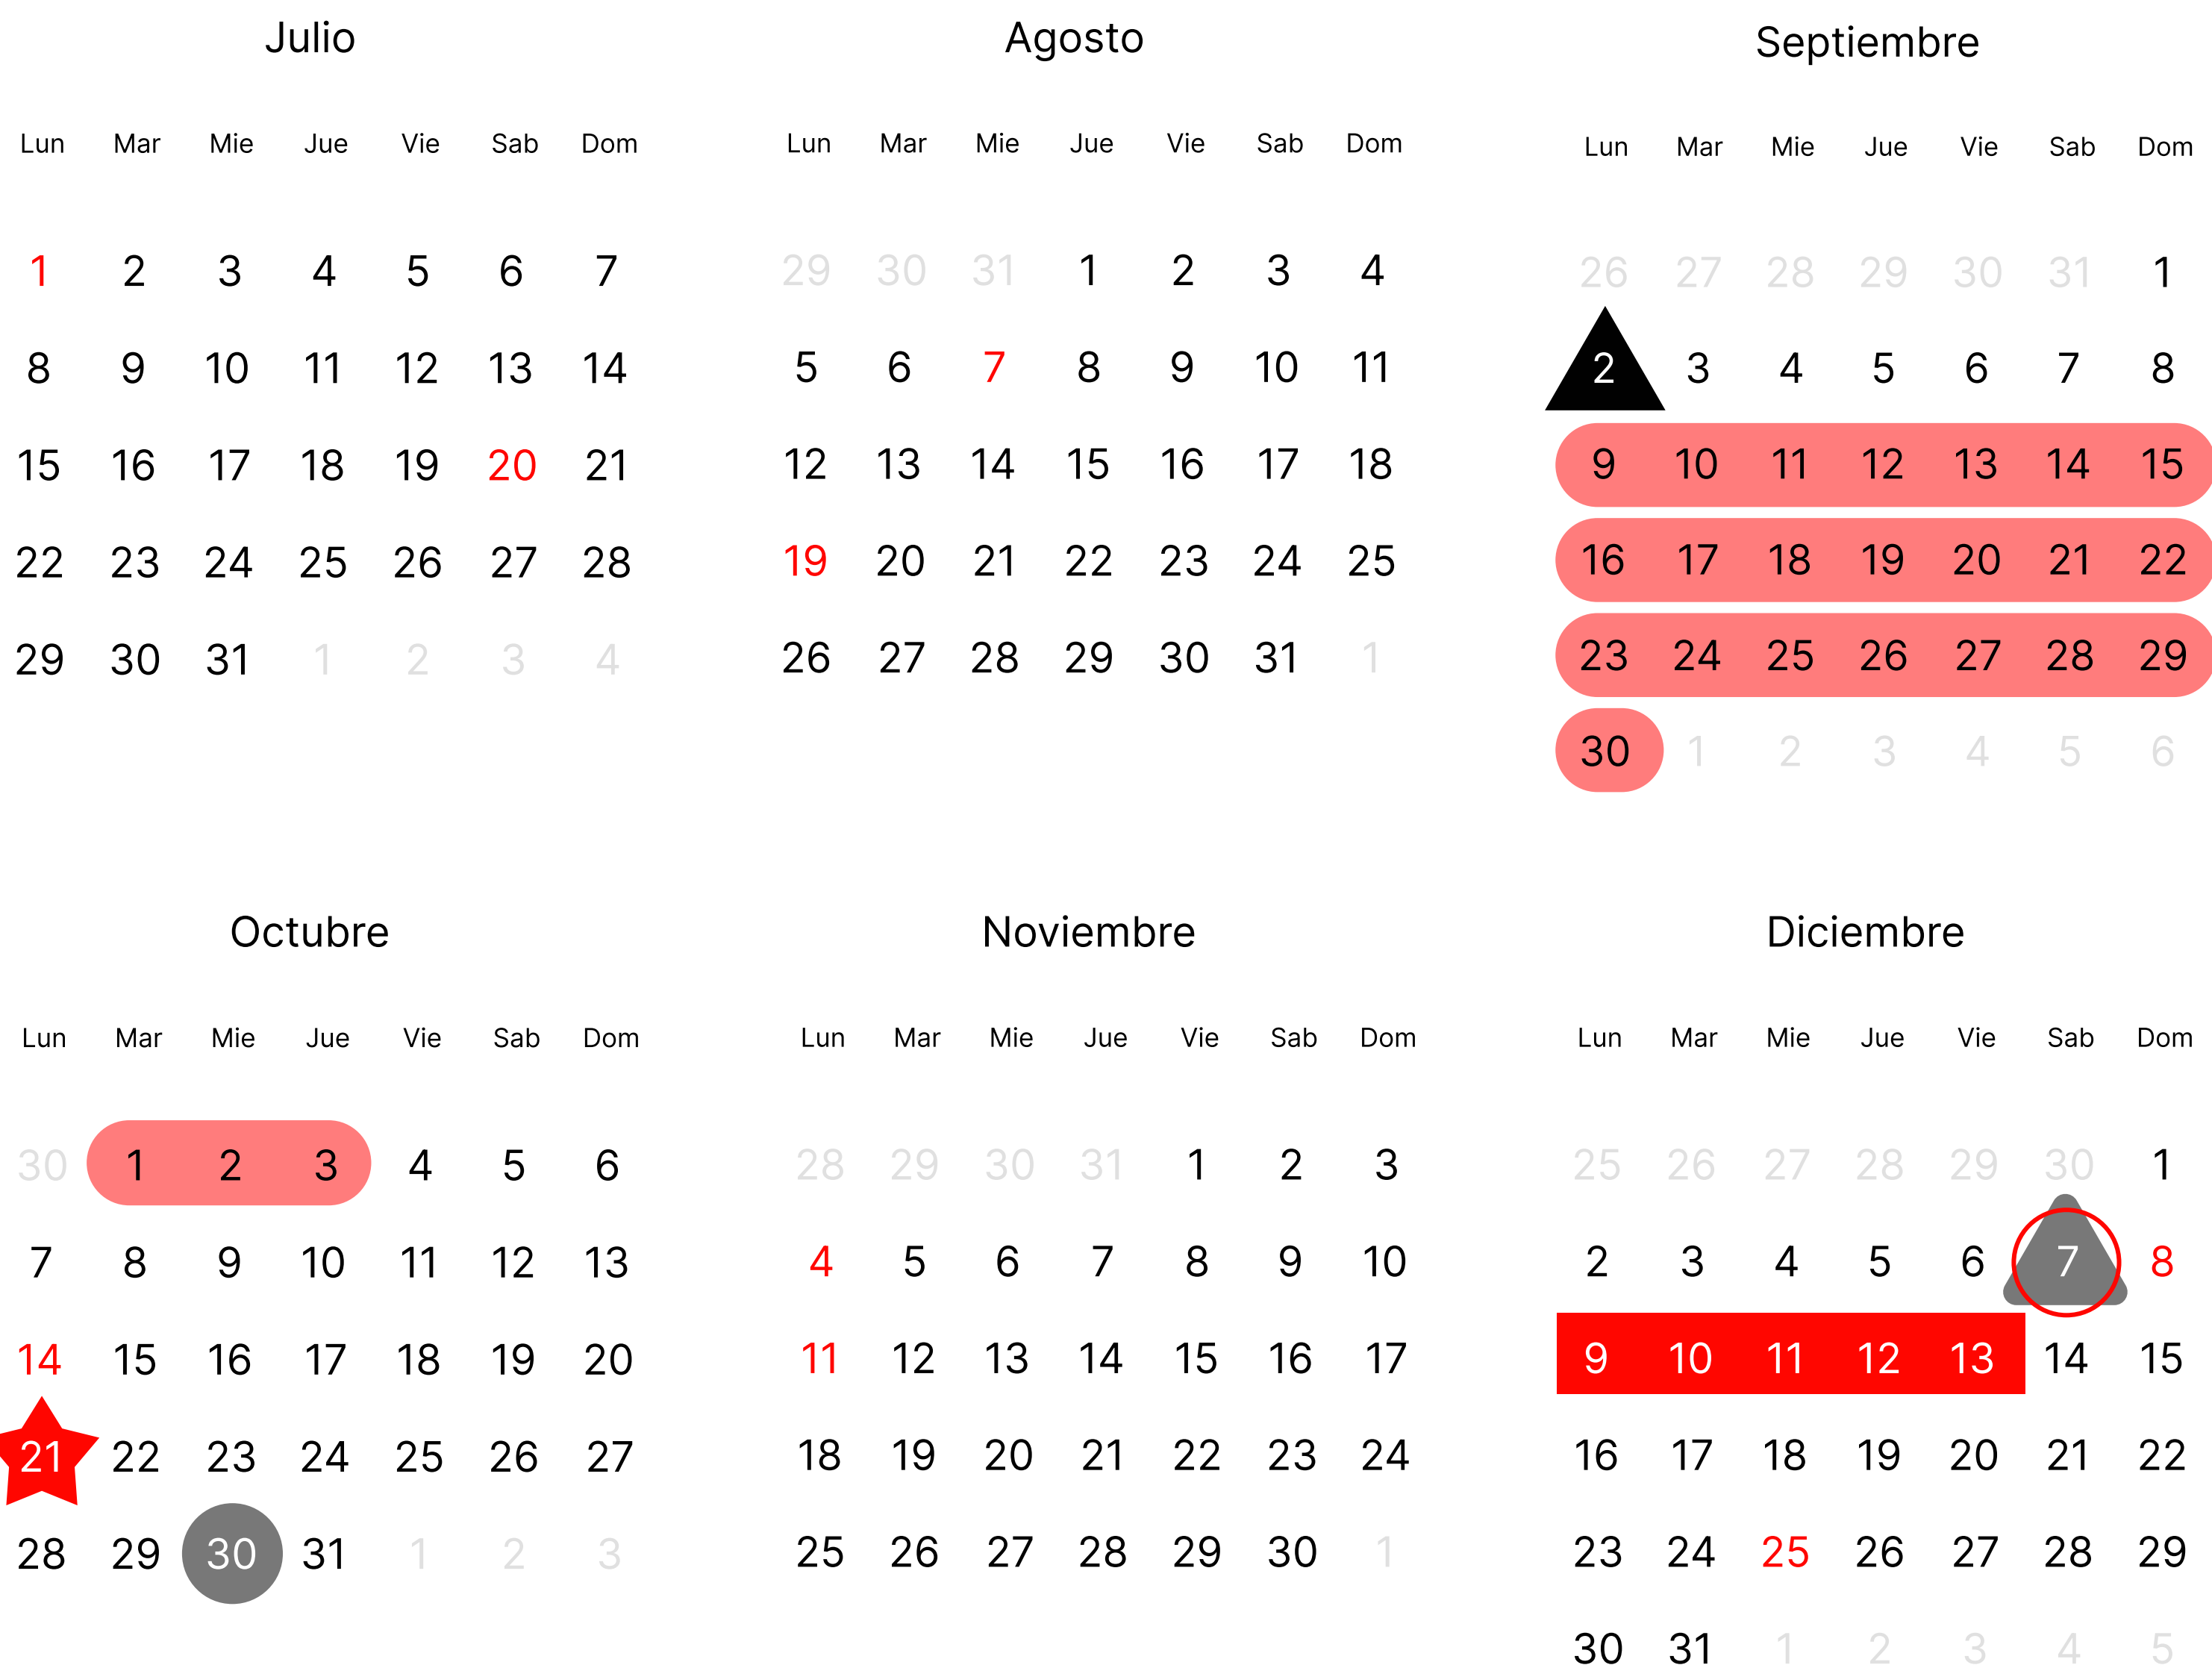 Julio
Lun Mar Mie Jue Vie Sab Dom
1 2 3 4 5 6 7
8 9 10 11 12 13 14
15 16 17 18 19 20 21
22 23 24 25 26 27 28
29 30 31 1 2 3 4
Agosto
Lun Mar Mie Jue Vie Sab Dom
29 30 31 1 2 3 4
5 6 7 8 9 10 11
12 13 14 15 16 17 18
19 20 21 22 23 24 25
26 27 28 29 30 31 1
Septiembre
Lun Mar Mie Jue Vie Sab Dom
26 27 28 29 30 31 1
2 3 4 5 6 7 8
9 10 11 12 13 14 15
16 17 18 19 20 21 22
23 24 25 26 27 28 29
30 1 2 3 4 5 6
Octubre
Lun Mar Mie Jue Vie Sab Dom
30 1 2 3 4 5 6
7 8 9 10 11 12 13
14 15 16 17 18 19 20
21 22 23 24 25 26 27
28 29 30 31 1 2 3
Noviembre
Lun Mar Mie Jue Vie Sab Dom
28 29 30 31 1 2 3
4 5 6 7 8 9 10
11 12 13 14 15 16 17
18 19 20 21 22 23 24
25 26 27 28 29 30 1
Diciembre
Lun Mar Mie Jue Vie Sab Dom
25 26 27 28 29 30 1
2 3 4 5 6 7 8
9 10 11 12 13 14 15
16 17 18 19 20 21 22
23 24 25 26 27 28 29
30 31 1 2 3 4 5